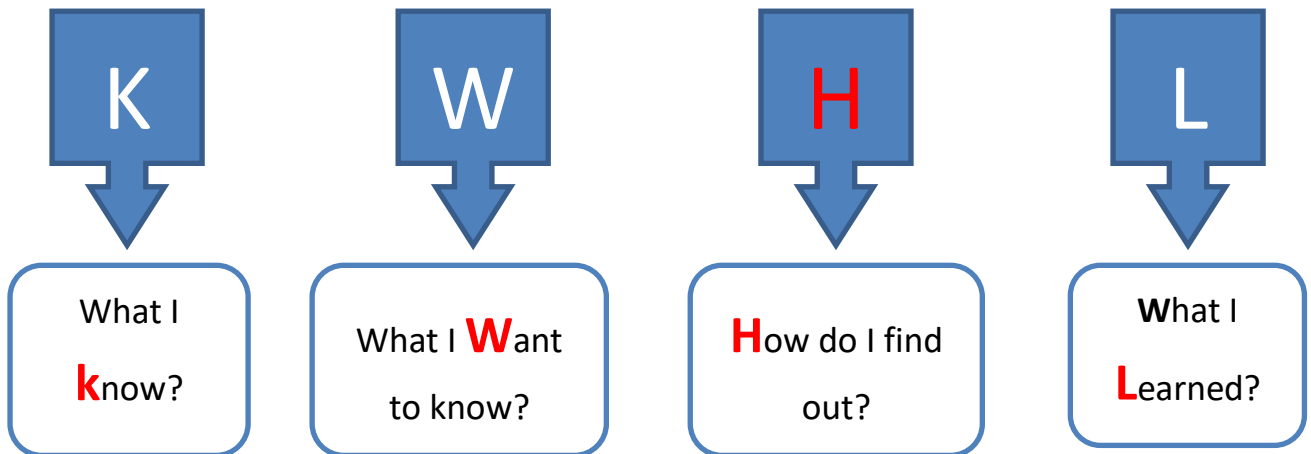 K
W
H
L
What I
know?
What I Want
to know?
How do I find
out?
What I
Learned?